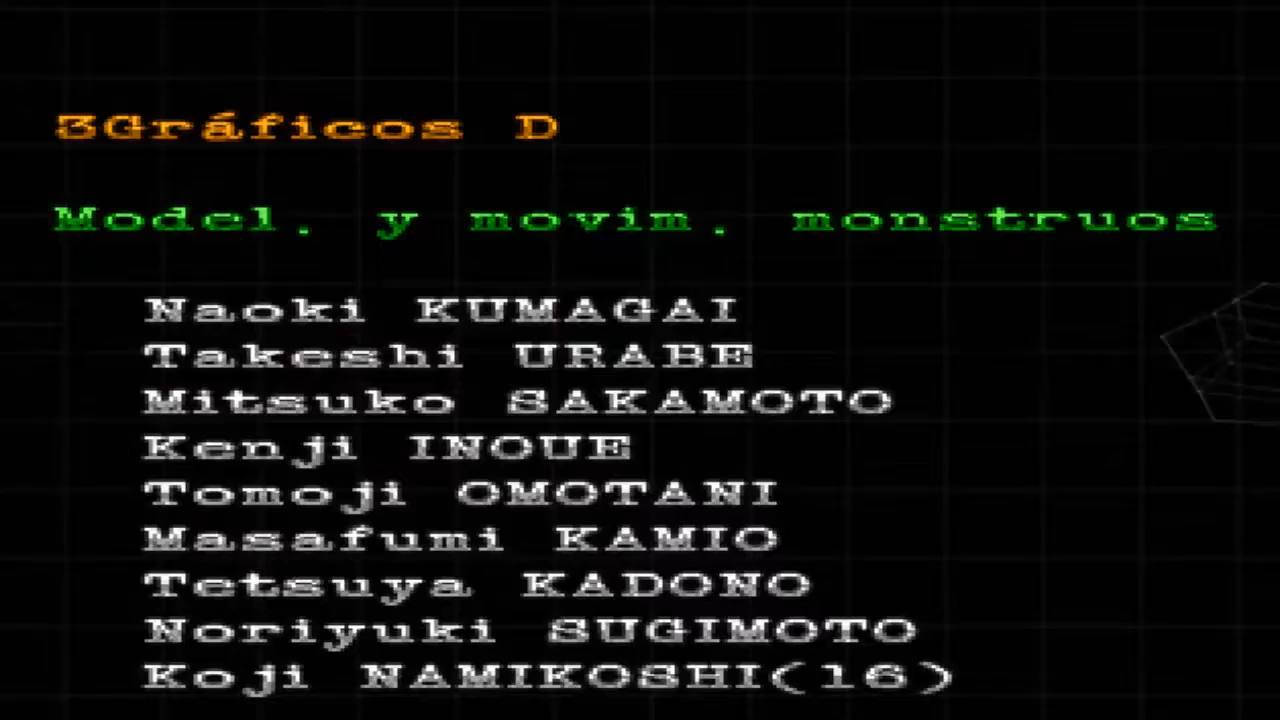 3Gráficos D
Model. y movim. monstruos
Naoki KUMAGAI
Takeshi URABE
Mitsuko SAKAMOTO
Kenji INOUE
Tomoji OMOTANI
Masafumi KAMIO
Tetsuya KADONO
Noriyuki SUGIMOTO
Koji NAMIKOSHI(16)